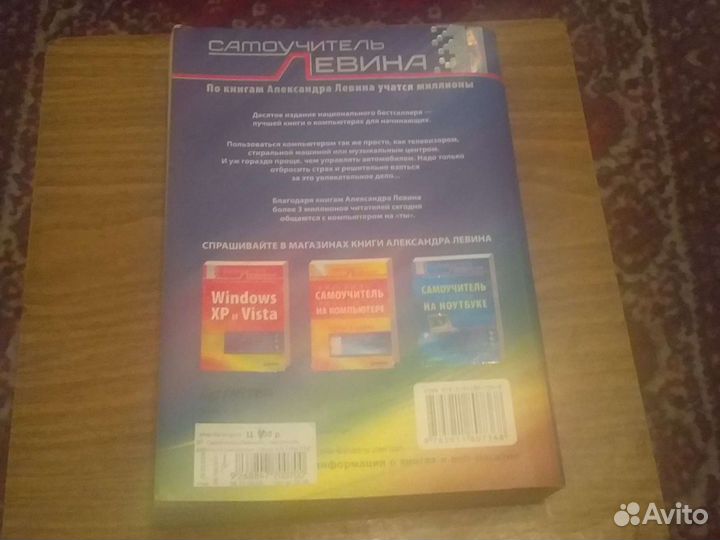 САМОУЧИТЕЛЬ
ЛЕВИНА
По книгам Александра Левина учатся миллионы
Десятое издание национального бестселлера —
лучшей книги о компьютерах для начинающих.
Пользоваться компьютером так же просто, как телевизором,
стиральной машиной или музыкальным центром.
И уж гораздо проще, чем управлять автомобилем. Надо только
отбросить страх и решительно взяться
за это увлекательное дело...
Благодаря книгам Александра Левина
более 3 миллионов читателей сегодня
общаются с компьютером на «ты».
СПРАШИВАЙТЕ В МАГАЗИНАХ КНИГИ АЛЕКСАНДРА ЛЕВИНА
Windows
XP и Vista
САМОУЧИТЕЛЬ
НА КОМПЬЮТЕРЕ
САМОУЧИТЕЛЬ
НА НОУТБУКЕ
Ц. р.
информация о книгах и
Avito